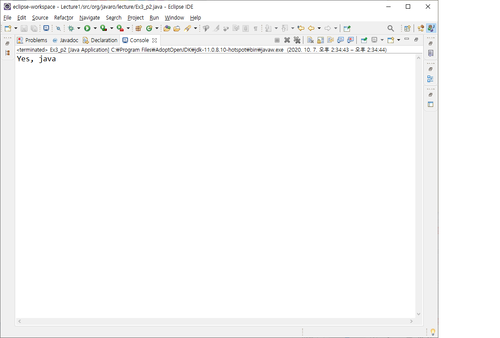 eclipse-workspace - Lecture1/src/org/javaro/lecture/Ex3_p2.java - Eclipse IDE
File Edit Source Refactor Navigate Search Project Run Window Help
Problems Javadoc Declaration Console
<terminated> Ex3_p2 [Java Application] C:₩Program Files₩AdoptOpenJDK₩jdk-11.0.8.10-hotspot₩bin₩javaw.exe (2020. 10. 7. 오후 2:34:43 – 오후 2:34:44)
Yes, java